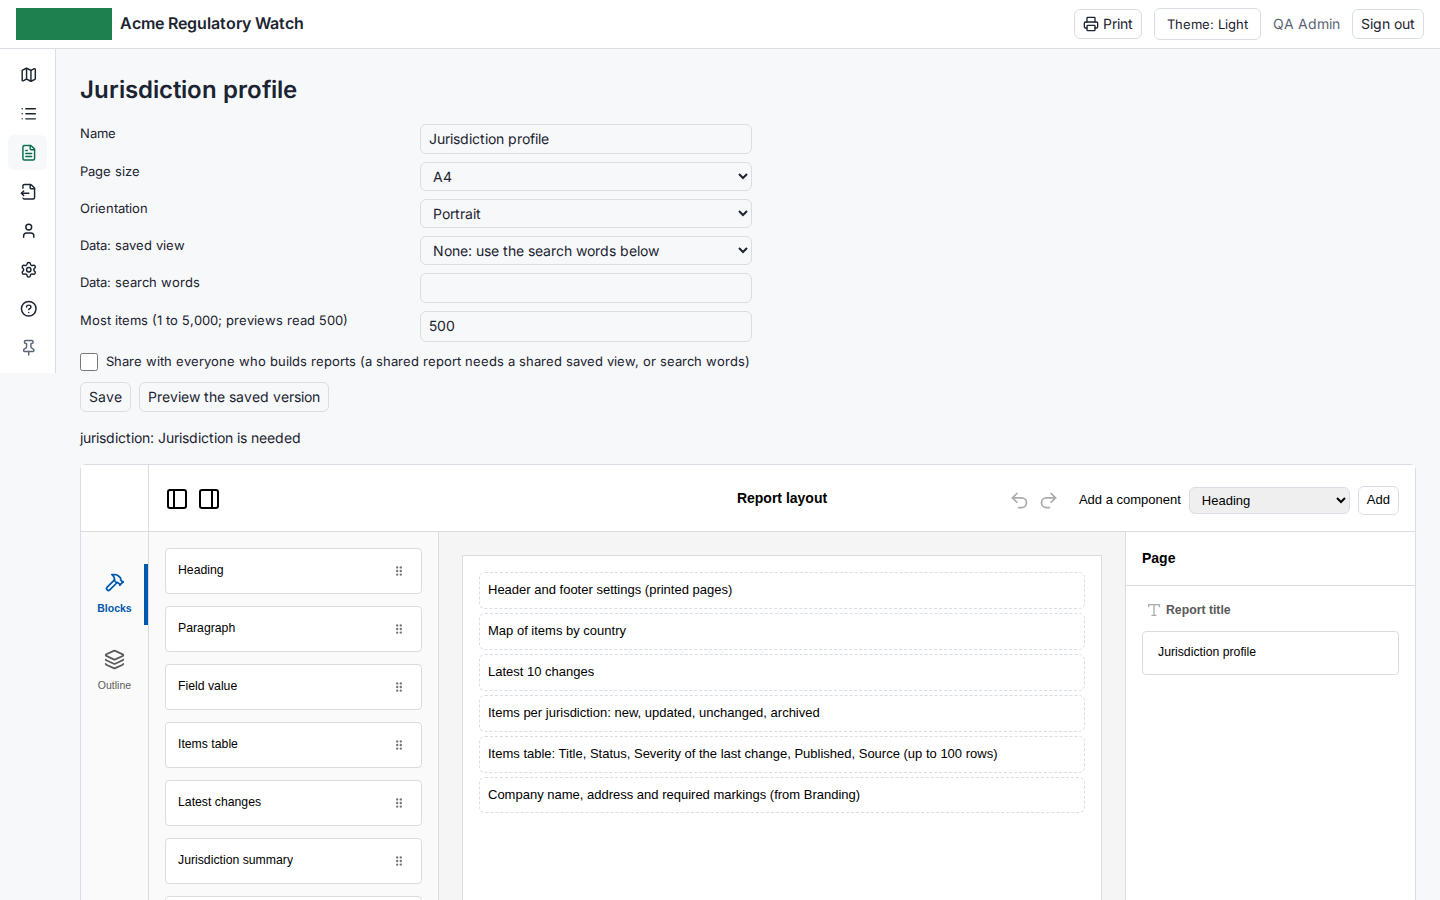 Acme Regulatory Watch
Print
Theme: Light
QA Admin
Sign out
Jurisdiction profile
Name
Jurisdiction profile
Page size
A4
Orientation
Portrait
Data: saved view
None: use the search words below
Data: search words
Most items (1 to 5,000; previews read 500)
500
Share with everyone who builds reports (a shared report needs a shared saved view, or search words)
Save
Preview the saved version
jurisdiction: Jurisdiction is needed
Report layout
Add a component
Heading
Add
Blocks
Outline
Heading
Paragraph
Field value
Items table
Latest changes
Jurisdiction summary
Header and footer settings (printed pages)
Map of items by country
Latest 10 changes
Items per jurisdiction: new, updated, unchanged, archived
Items table: Title, Status, Severity of the last change, Published, Source (up to 100 rows)
Company name, address and required markings (from Branding)
Page
Report title
Jurisdiction profile